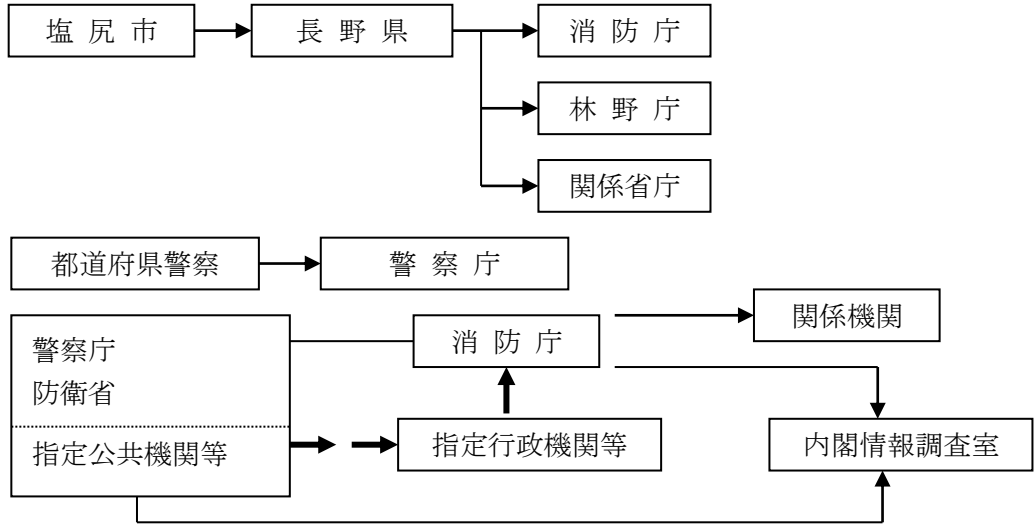 塩尻市
長野県
消防庁
林野庁
関係省庁
都道府県警察
警察庁
関係機関
警察庁
防衛省
消防庁
指定公共機関等
指定行政機関等
内閣情報調査室